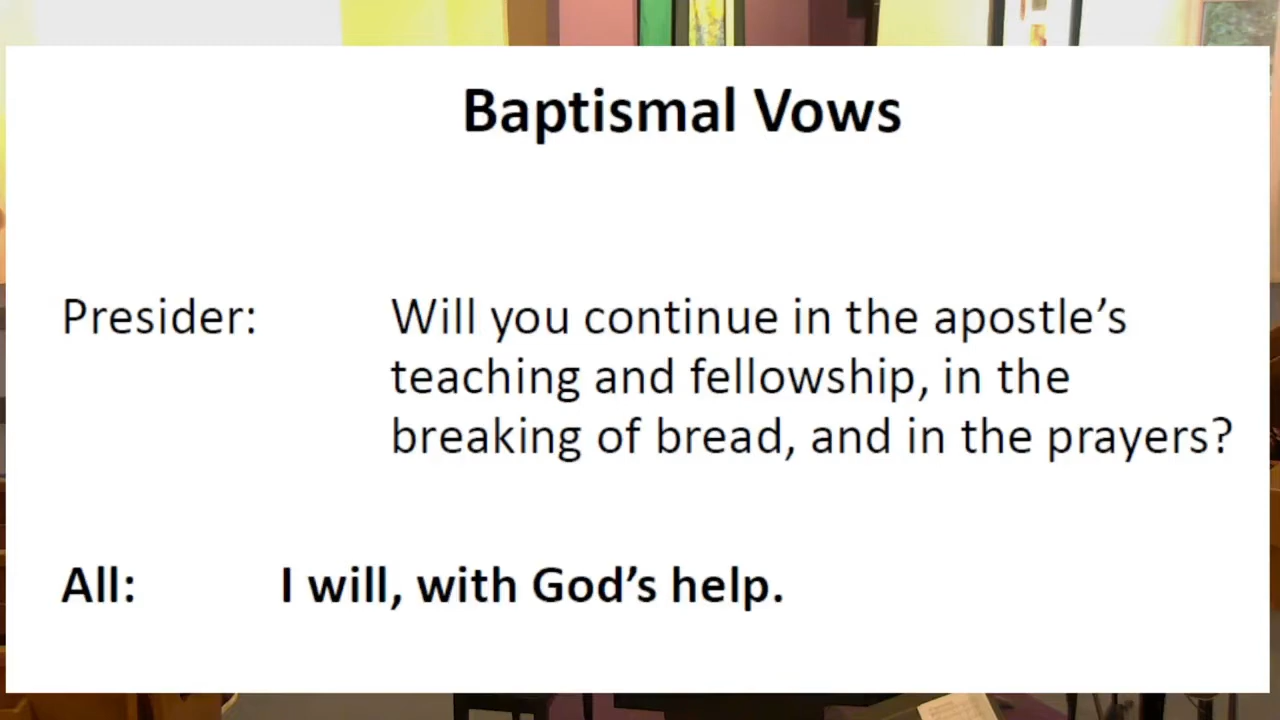 Baptismal Vows
Presider: Will you continue in the apostle’s
teaching and fellowship, in the
breaking of bread, and in the prayers?
All: I will, with God’s help.